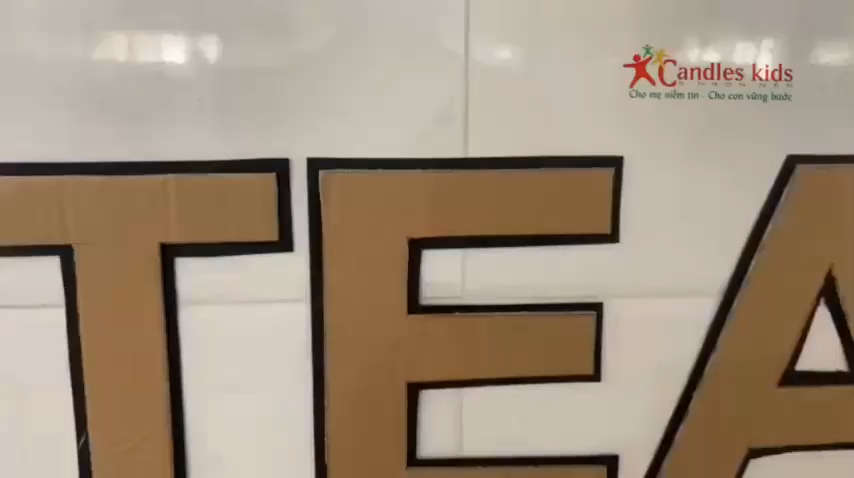 Candles kids
Cho mẹ niềm tin - Cho con vững bước
TEA